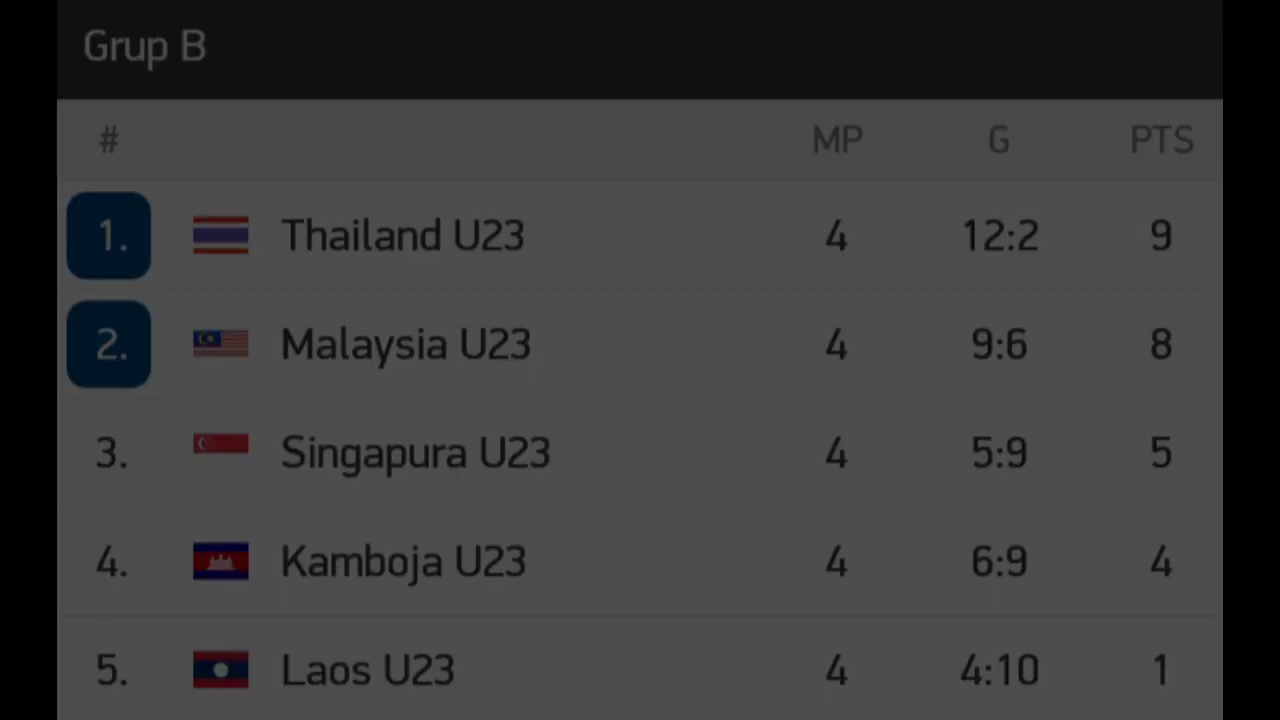 Grup B
# MP G PTS
1. Thailand U23 4 12:2 9
2. Malaysia U23 4 9:6 8
3. Singapura U23 4 5:9 5
4. Kamboja U23 4 6:9 4
5. Laos U23 4 4:10 1